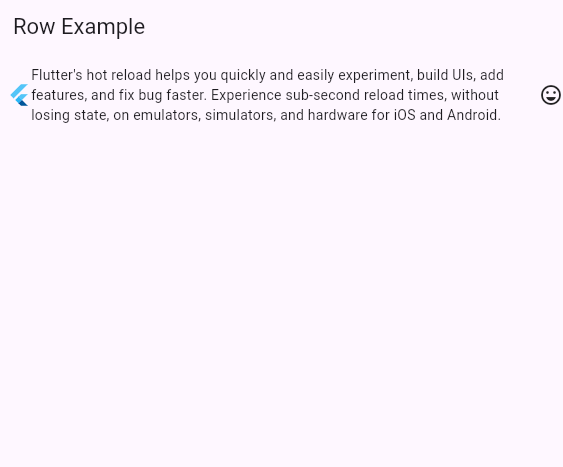 Row Example
Flutter's hot reload helps you quickly and easily experiment, build UIs, add
features, and fix bug faster. Experience sub-second reload times, without
losing state, on emulators, simulators, and hardware for iOS and Android.